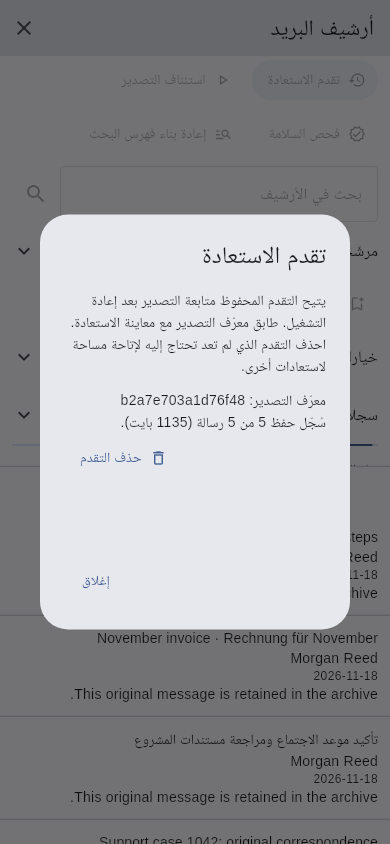 أرشيف البريد
تقدم الاستعادة
استئناف التصدير
فحص السلامة
إعادة بناء فهرس البحث
بحث في الأرشيف
تقدم الاستعادة
يتيح التقدم المحفوظ متابعة التصدير بعد إعادة
التشغيل. طابق معرّف التصدير مع معاينة الاستعادة.
احذف التقدم الذي لم تعد تحتاج إليه لإتاحة مساحة
لاستعادات أخرى.
معرّف التصدير: b2a7e703a1d76f48
سُجّل حفظ 5 من 5 رسالة (1135 بايت).
حذف التقدم
إغلاق
November invoice · Rechnung für November
Morgan Reed
2026-11-18
This original message is retained in the archive.
تأكيد موعد الاجتماع ومراجعة مستندات المشروع
Morgan Reed
2026-11-18
This original message is retained in the archive.
Support case 1042: original correspondence